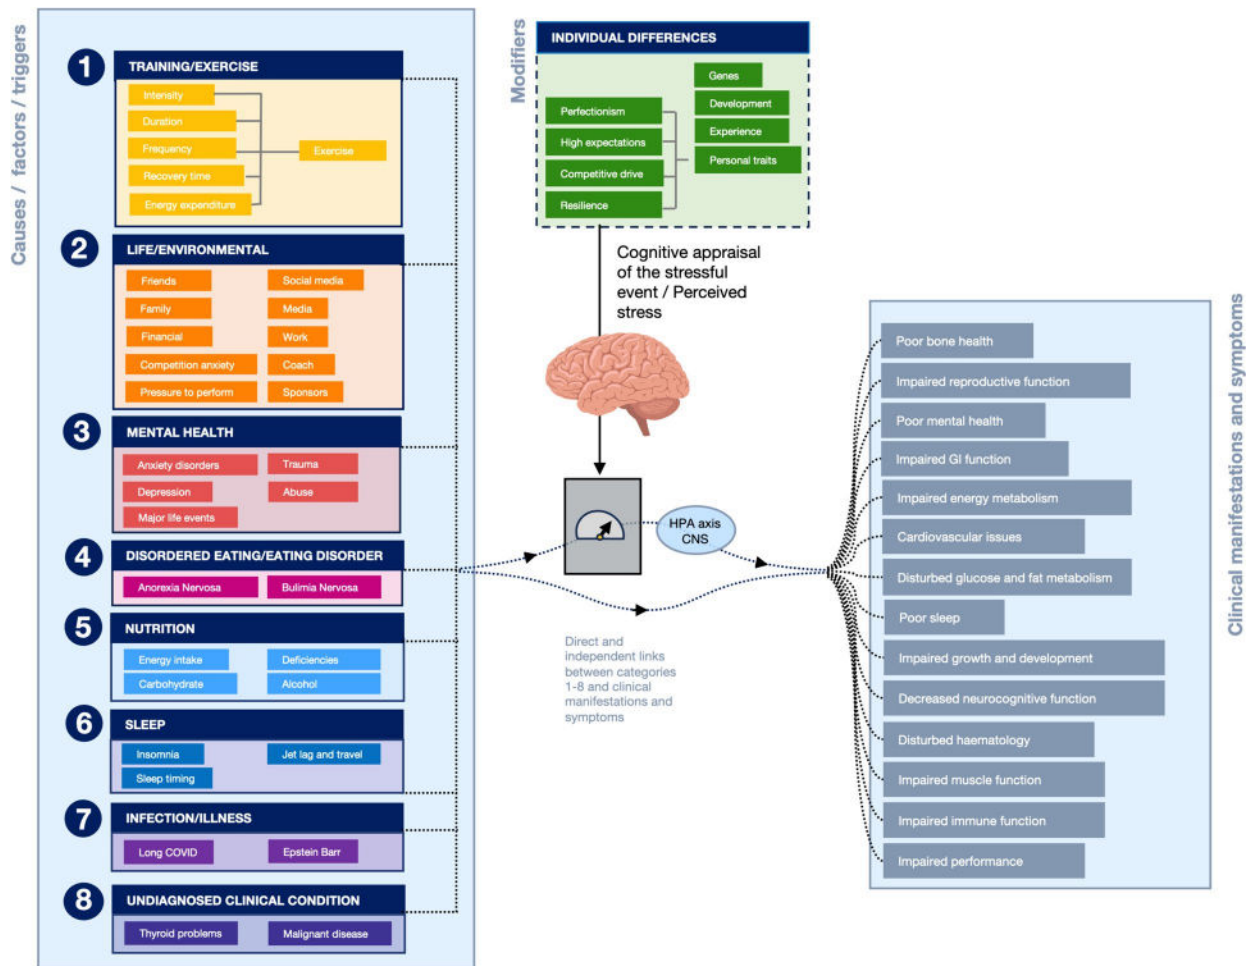 Causes / factors / triggers
1
TRAINING/EXERCISE
Intensity
Duration
Frequency
Recovery time
Energy expenditure
Exercise
2
LIFE/ENVIRONMENTAL
Friends
Family
Financial
Competition anxiety
Pressure to perform
Social media
Media
Work
Coach
Sponsors
3
MENTAL HEALTH
Anxiety disorders
Depression
Major life events
Trauma
Abuse
4
DISORDERED EATING/EATING DISORDER
Anorexia Nervosa
Bulimia Nervosa
5
NUTRITION
Energy intake
Carbohydrate
Deficiencies
Alcohol
6
SLEEP
Insomnia
Sleep timing
Jet lag and travel
7
INFECTION/ILLNESS
Long COVID
Epstein Barr
8
UNDIAGNOSED CLINICAL CONDITION
Thyroid problems
Malignant disease
Modifiers
INDIVIDUAL DIFFERENCES
Perfectionism
High expectations
Competitive drive
Resilience
Genes
Development
Experience
Personal traits
Cognitive appraisal
of the stressful
event / Perceived
stress
HPA axis
CNS
Direct and
independent links
between categories
1-8 and clinical
manifestations and
symptoms
Clinical manifestations and symptoms
Poor bone health
Impaired reproductive function
Poor mental health
Impaired GI function
Impaired energy metabolism
Cardiovascular issues
Disturbed glucose and fat metabolism
Poor sleep
Impaired growth and development
Decreased neurocognitive function
Disturbed haematology
Impaired muscle function
Impaired immune function
Impaired performance